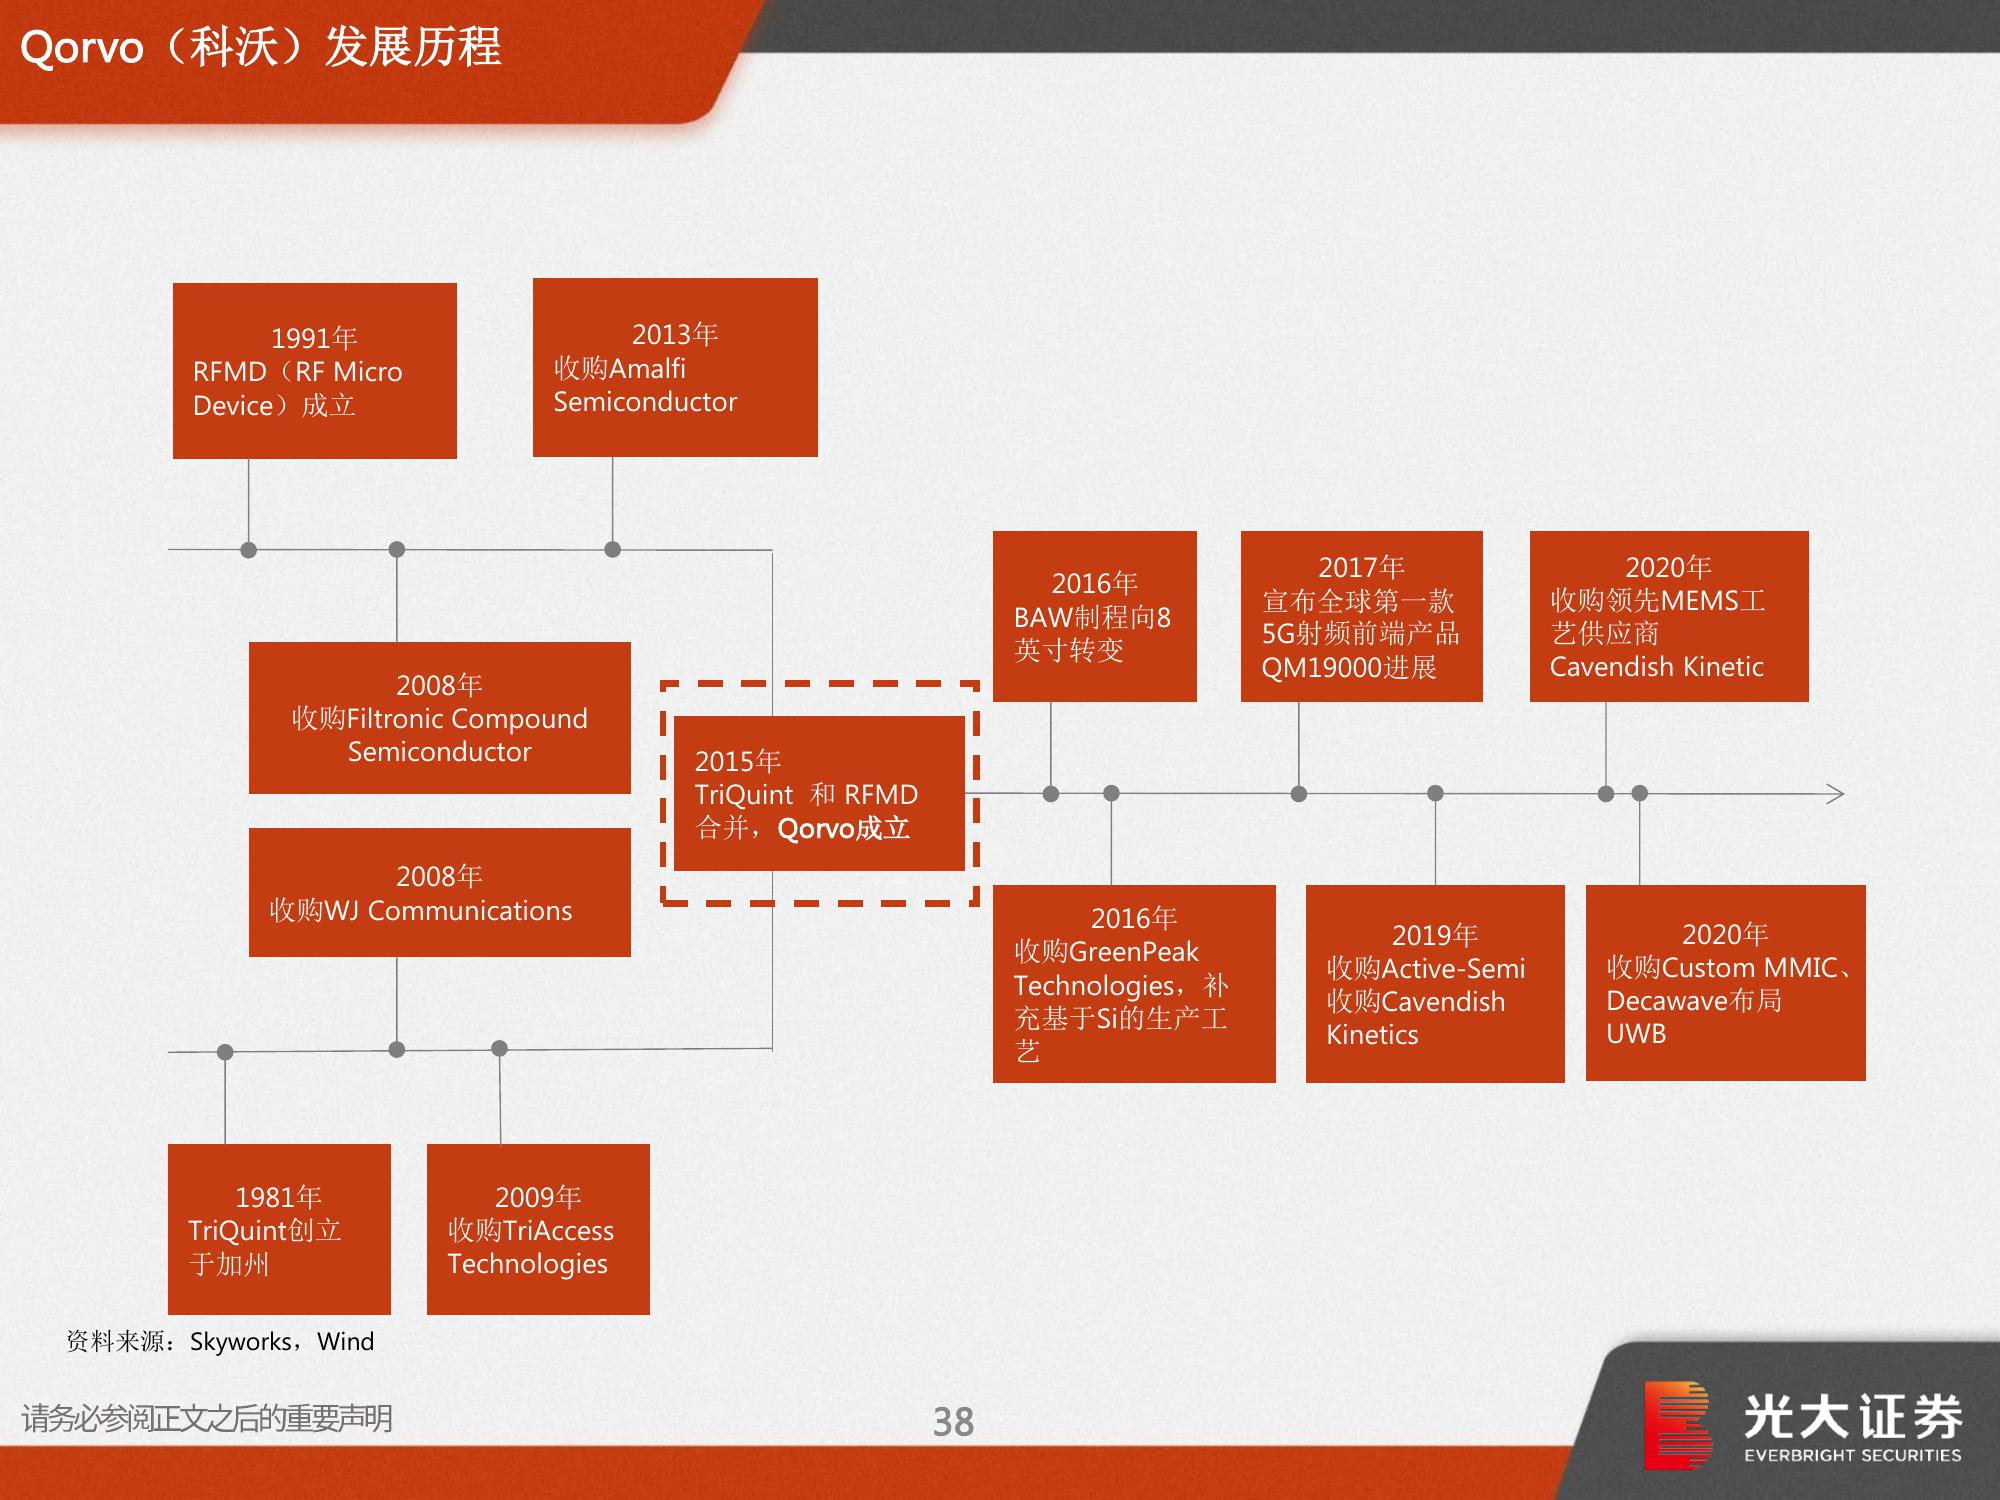 Qorvo（科沃）发展历程
1991年
RFMD（RF Micro
Device）成立
2013年
收购Amalfi
Semiconductor
2008年
收购Filtronic Compound
Semiconductor
2008年
收购WJ Communications
1981年
TriQuint创立
于加州
2009年
收购TriAccess
Technologies
2015年
TriQuint 和 RFMD
合并，Qorvo成立
2016年
BAW制程向8
英寸转变
2017年
宣布全球第一款
5G射频前端产品
QM19000进展
2020年
收购领先MEMS工
艺供应商
Cavendish Kinetic
2016年
收购GreenPeak
Technologies，补
充基于Si的生产工
艺
2019年
收购Active-Semi
收购Cavendish
Kinetics
2020年
收购Custom MMIC、
Decawave布局
UWB
资料来源：Skyworks，Wind
请务必参阅正文之后的重要声明
38
光大证券
EVERBRIGHT SECURITIES